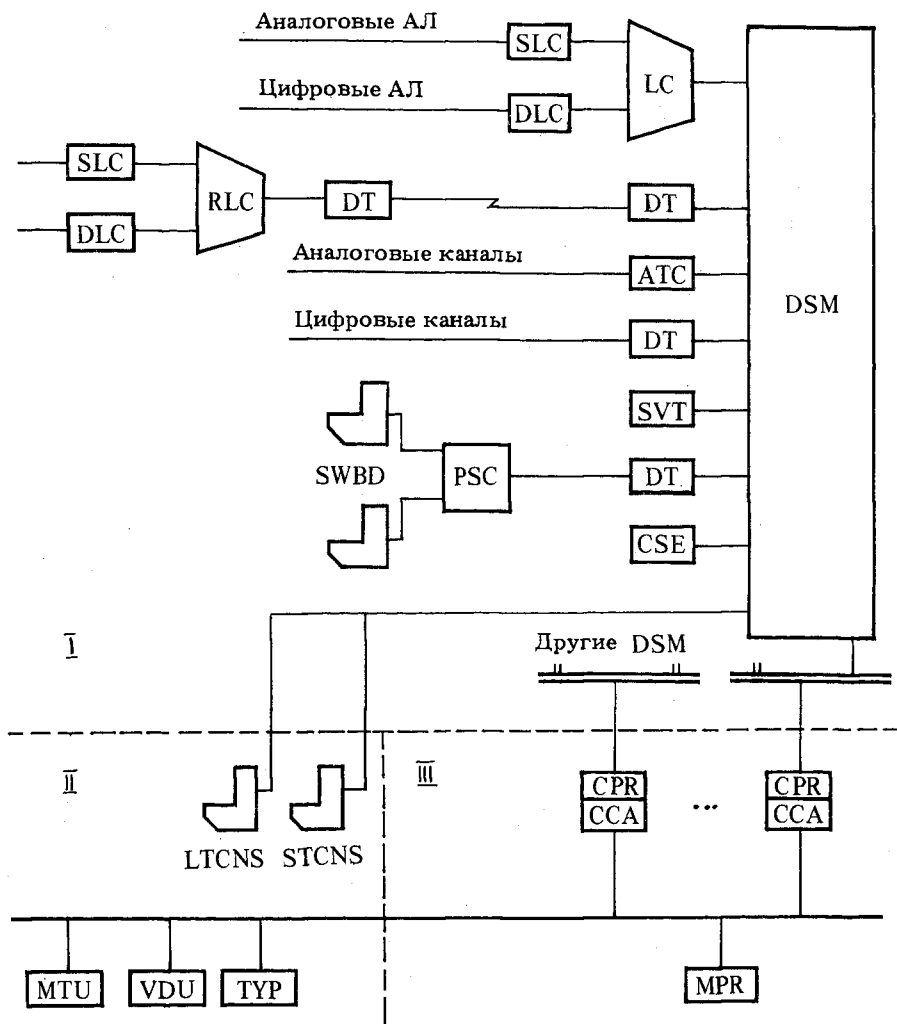 Аналоговые АЛ
SLC
LC
Цифровые АЛ
DLC
SLC
RLC
DT
DT
DLC
Аналоговые каналы
ATC
DSM
Цифровые каналы
DT
SVT
SWBD
PSC
DT
CSE
I
Другие DSM
II
III
CPR
CCA
...
CPR
CCA
LTCNS
STCNS
MTU
VDU
TYP
MPR